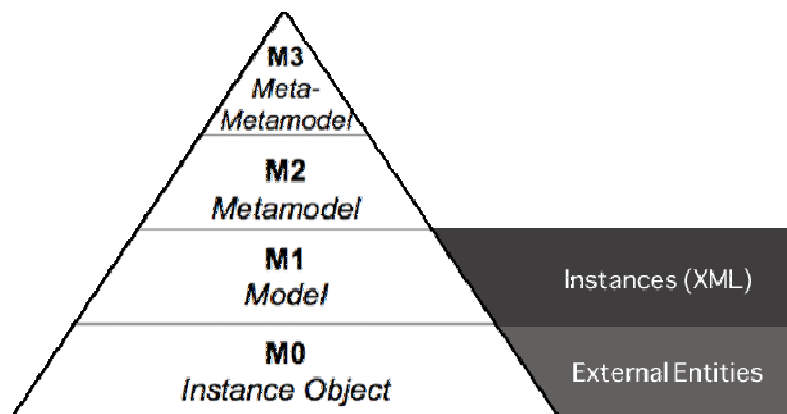 M3
Meta-
Metamodel
M2
Metamodel
M1
Model
Instances (XML)
M0
Instance Object
External Entities